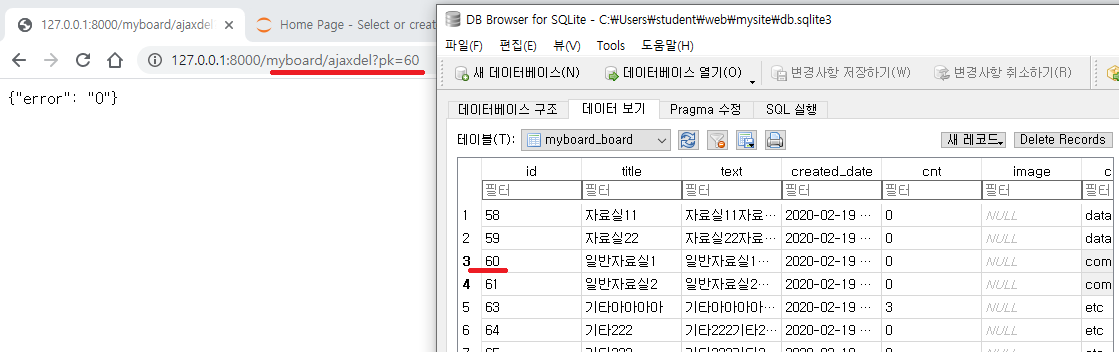 127.0.0.1:8000/myboard/ajaxdel
Home Page - Select or creat
127.0.0.1:8000/myboard/ajaxdel?pk=60
{"error": "0"}
DB Browser for SQLite - C:₩Users₩student₩web₩mysite₩db.sqlite3
파일(F) 편집(E) 뷰(V) Tools 도움말(H)
새 데이터베이스(N) 데이터베이스 열기(O) 변경사항 저장하기(W) 변경사항 취소하기(R)
데이터베이스 구조 데이터 보기 Pragma 수정 SQL 실행
테이블(T): myboard_board 새 레코드 Delete Records
id title text created_date cnt image c
필터 필터 필터 필터 필터 필터 필터
1 58 자료실11 자료실11자료… 2020-02-19 … 0 NULL data
2 59 자료실22 자료실22자료… 2020-02-19 … 0 NULL data
3 60 일반자료실1 일반자료실1… 2020-02-19 … 0 NULL com
4 61 일반자료실2 일반자료실2… 2020-02-19 … 0 NULL com
5 63 기타아아아아 기타아아아아… 2020-02-19 … 3 NULL etc
6 64 기타222 기타222기타2… 2020-02-19 … 0 NULL etc